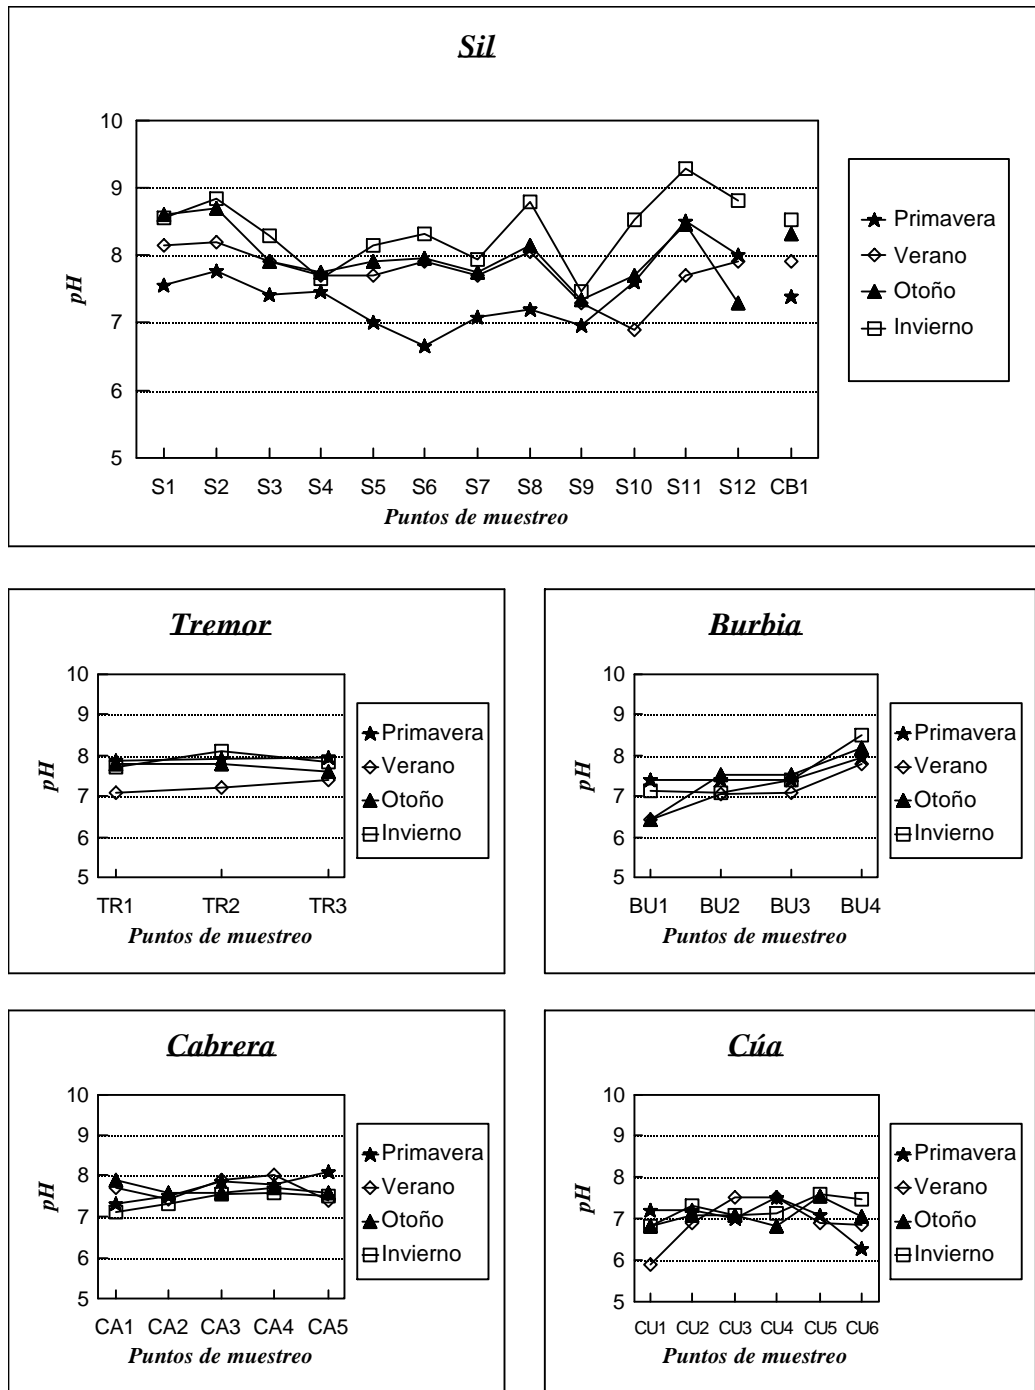 Sil
10
9
8
7
6
5
pH
S1 S2 S3 S4 S5 S6 S7 S8 S9 S10 S11 S12 CB1
Puntos de muestreo
Primavera
Verano
Otoño
Invierno
Tremor
10
9
8
7
6
5
pH
TR1 TR2 TR3
Puntos de muestreo
Primavera
Verano
Otoño
Invierno
Burbia
10
9
8
7
6
5
pH
BU1 BU2 BU3 BU4
Puntos de muestreo
Primavera
Verano
Otoño
Invierno
Cabrera
10
9
8
7
6
5
pH
CA1 CA2 CA3 CA4 CA5
Puntos de muestreo
Primavera
Verano
Otoño
Invierno
Cúa
10
9
8
7
6
5
pH
CU1 CU2 CU3 CU4 CU5 CU6
Puntos de muestreo
Primavera
Verano
Otoño
Invierno